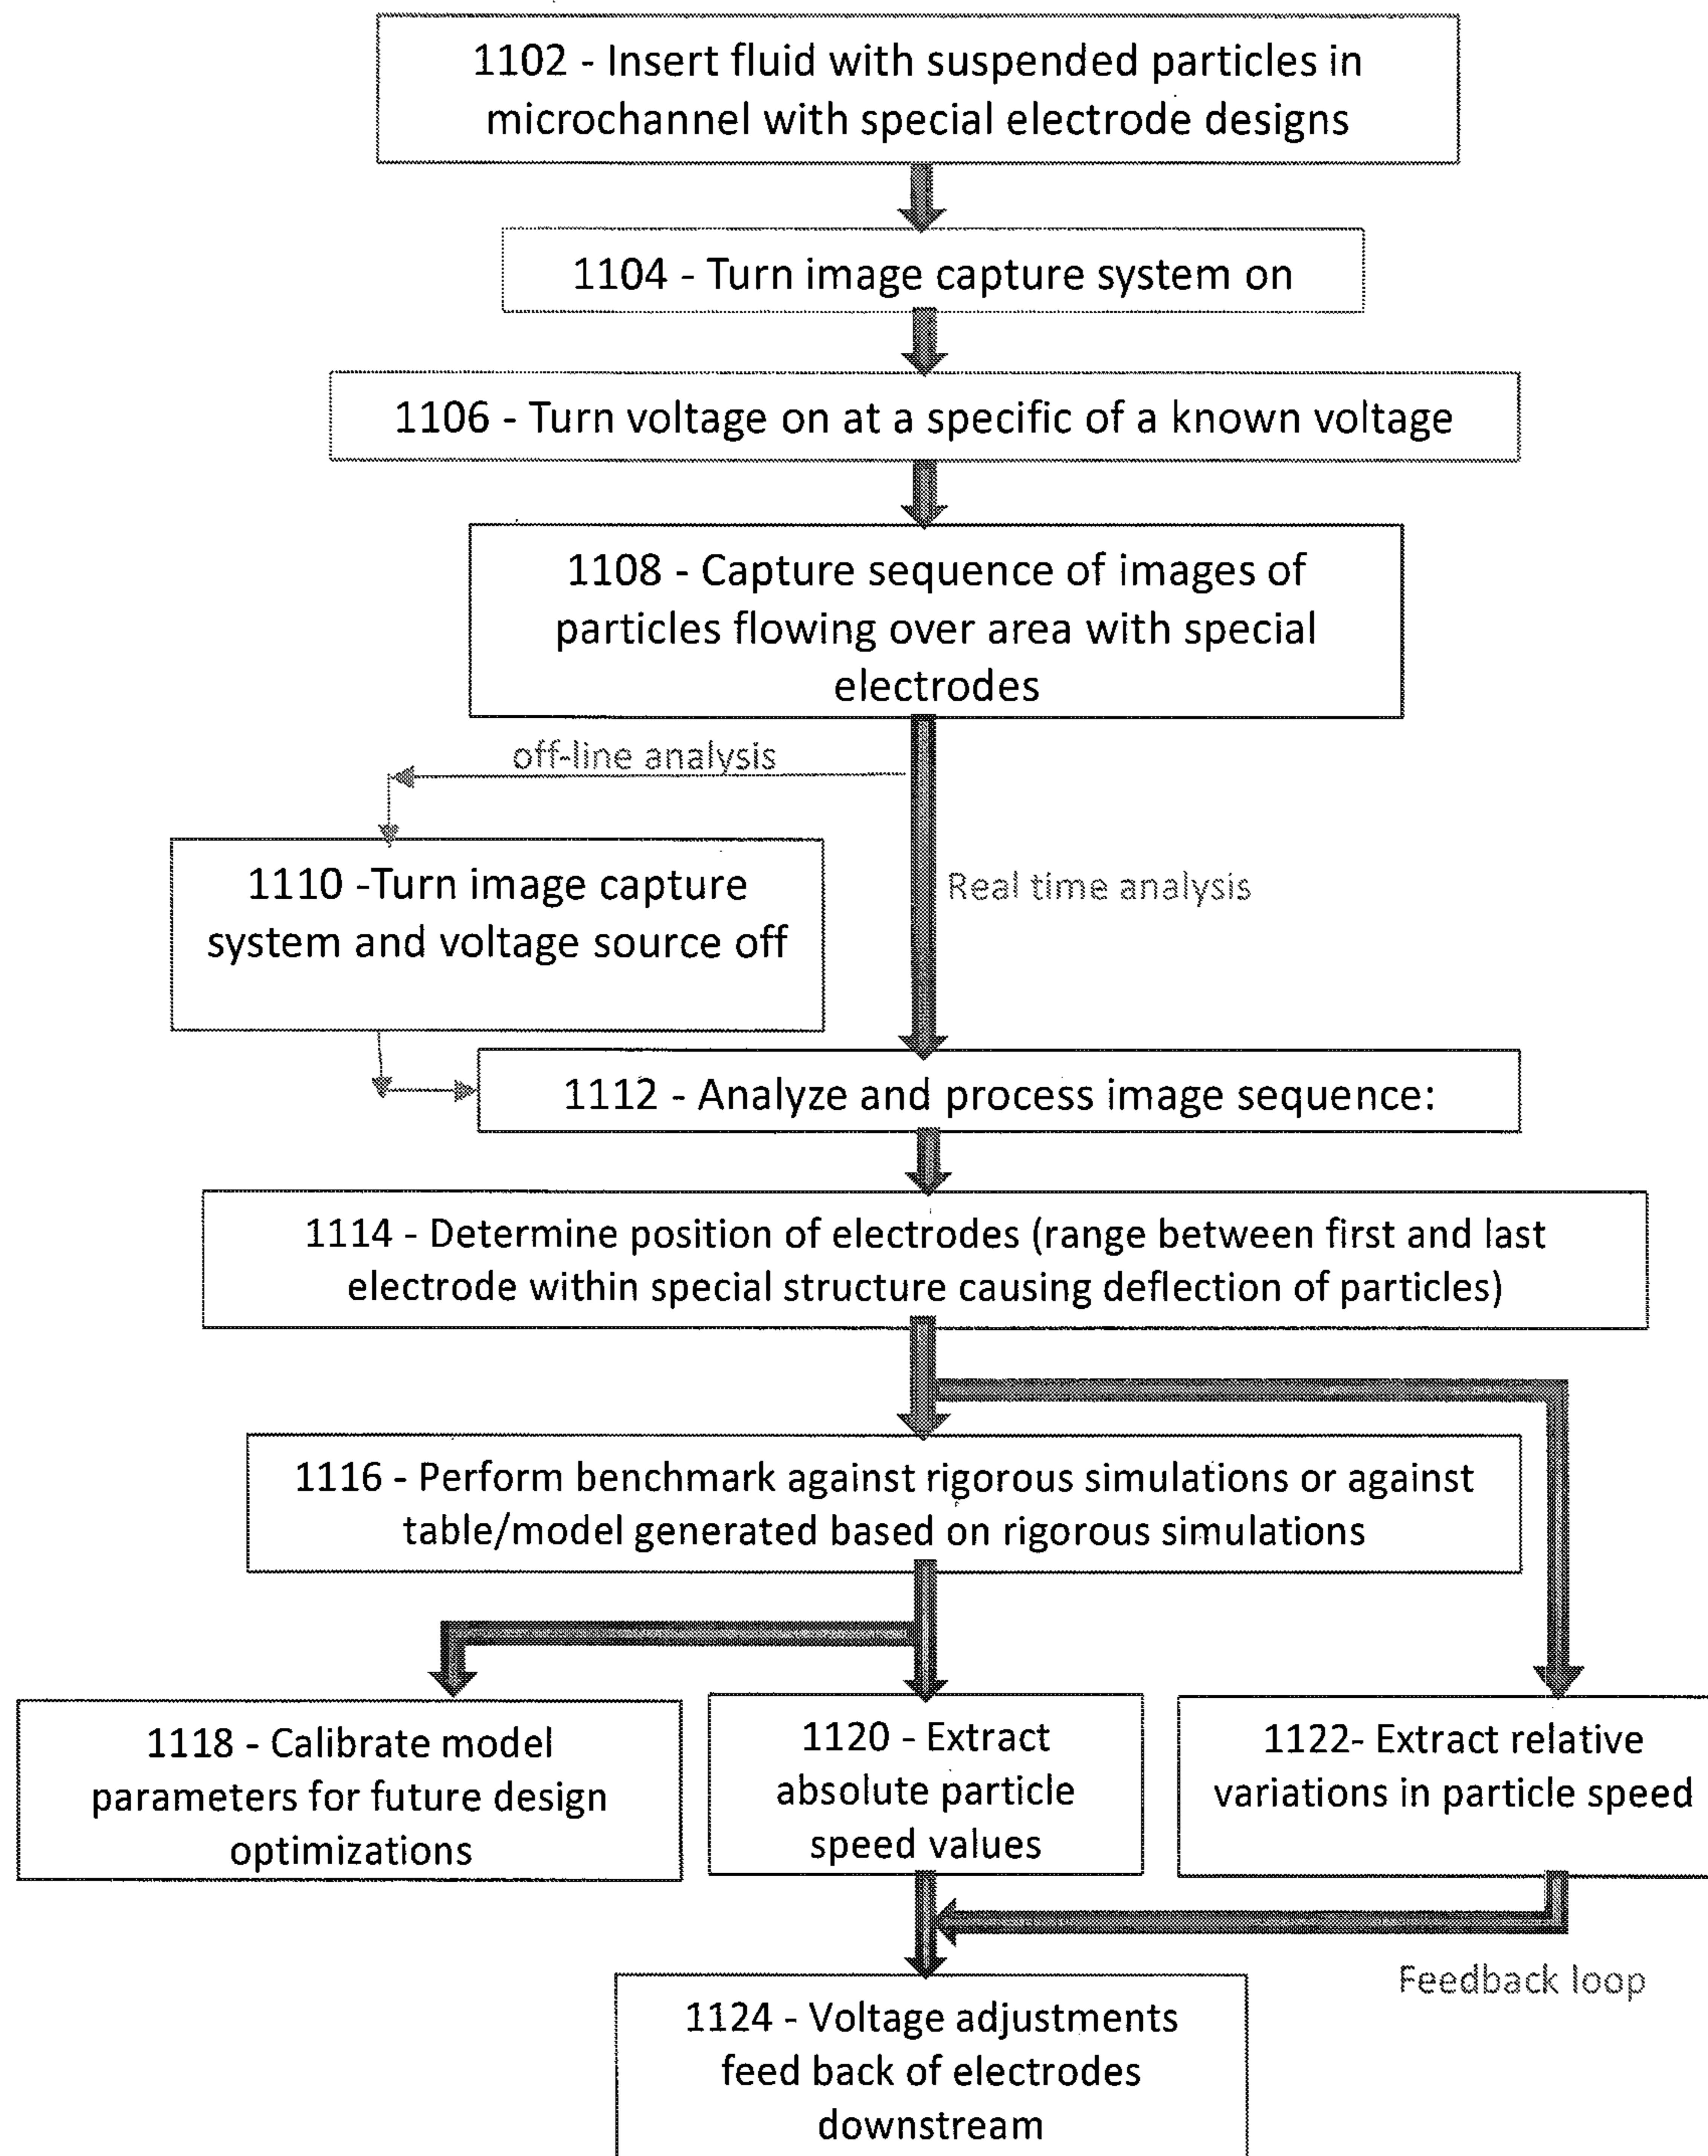 1102 - Insert fluid with suspended particles in
microchannel with special electrode designs
1104 - Turn image capture system on
1106 - Turn voltage on at a specific of a known voltage
1108 - Capture sequence of images of
particles flowing over area with special
electrodes
off-line analysis
1110 -Turn image capture
system and voltage source off
Real time analysis
1112 - Analyze and process image sequence:
1114 - Determine position of electrodes (range between first and last
electrode within special structure causing deflection of particles)
1116 - Perform benchmark against rigorous simulations or against
table/model generated based on rigorous simulations
1118 - Calibrate model
parameters for future design
optimizations
1120 - Extract
absolute particle
speed values
1122- Extract relative
variations in particle speed
Feedback loop
1124 - Voltage adjustments
feed back of electrodes
downstream